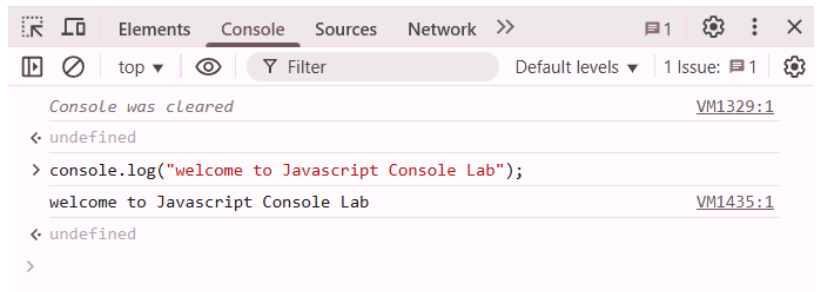 Elements Console Sources Network 1
top Filter Default levels 1 Issue: 1
Console was cleared VM1329:1
undefined
console.log("welcome to Javascript Console Lab");
welcome to Javascript Console Lab VM1435:1
undefined